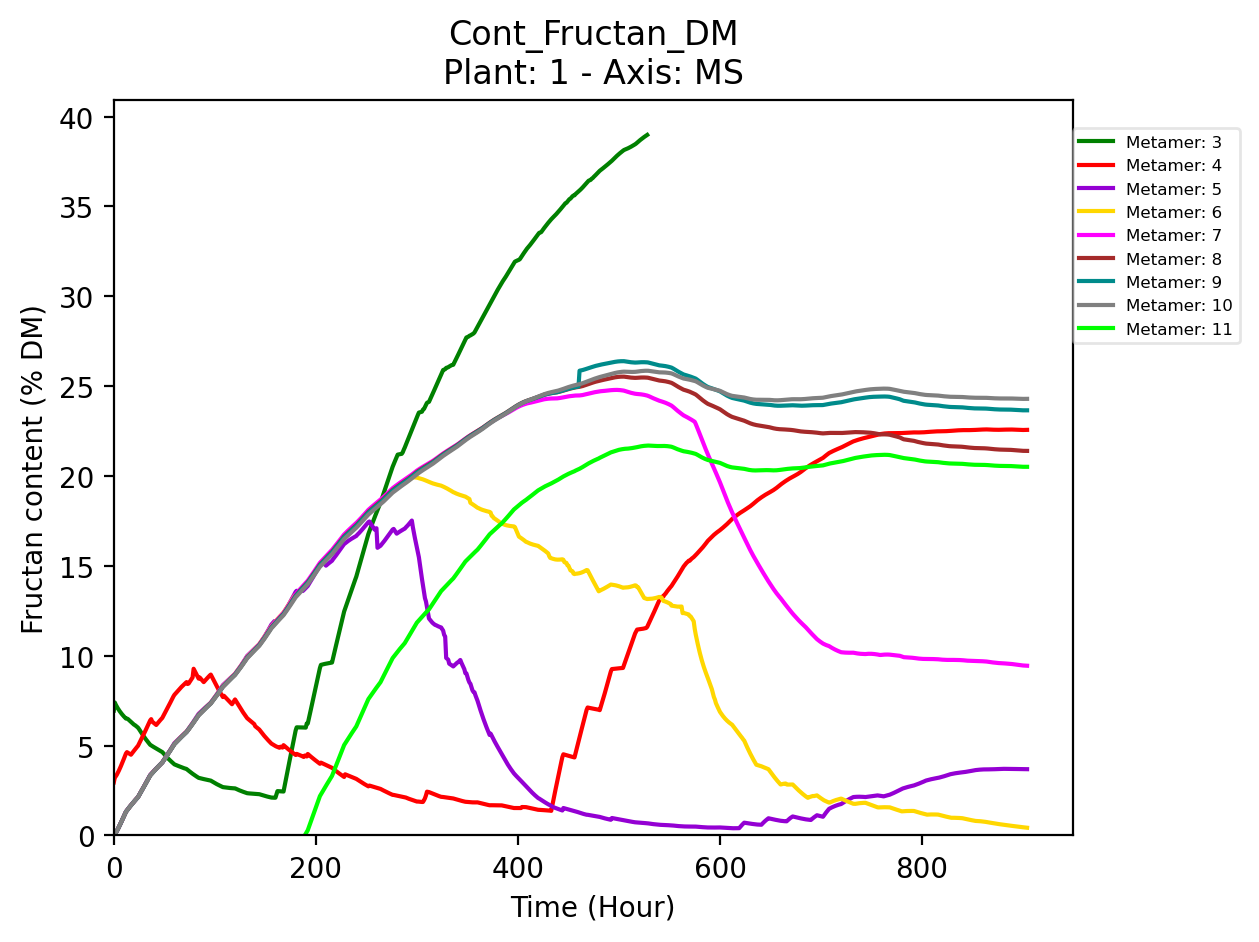 Cont_Fructan_DM
Plant: 1 - Axis: MS
Fructan content (% DM)
40
35
30
25
20
15
10
5
0
0 200 400 600 800
Time (Hour)
Metamer: 3
Metamer: 4
Metamer: 5
Metamer: 6
Metamer: 7
Metamer: 8
Metamer: 9
Metamer: 10
Metamer: 11